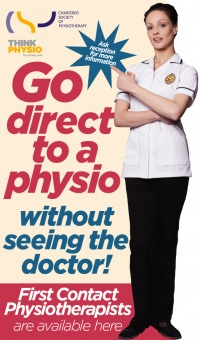 CHARTERED
SOCIETY
OF
PHYSIOTHERAPY
THINK
PHYSIO
Ask
reception for
more
information
Go
direct
to a
physio
without
seeing the
doctor!
First Contact
Physiotherapists
are available here